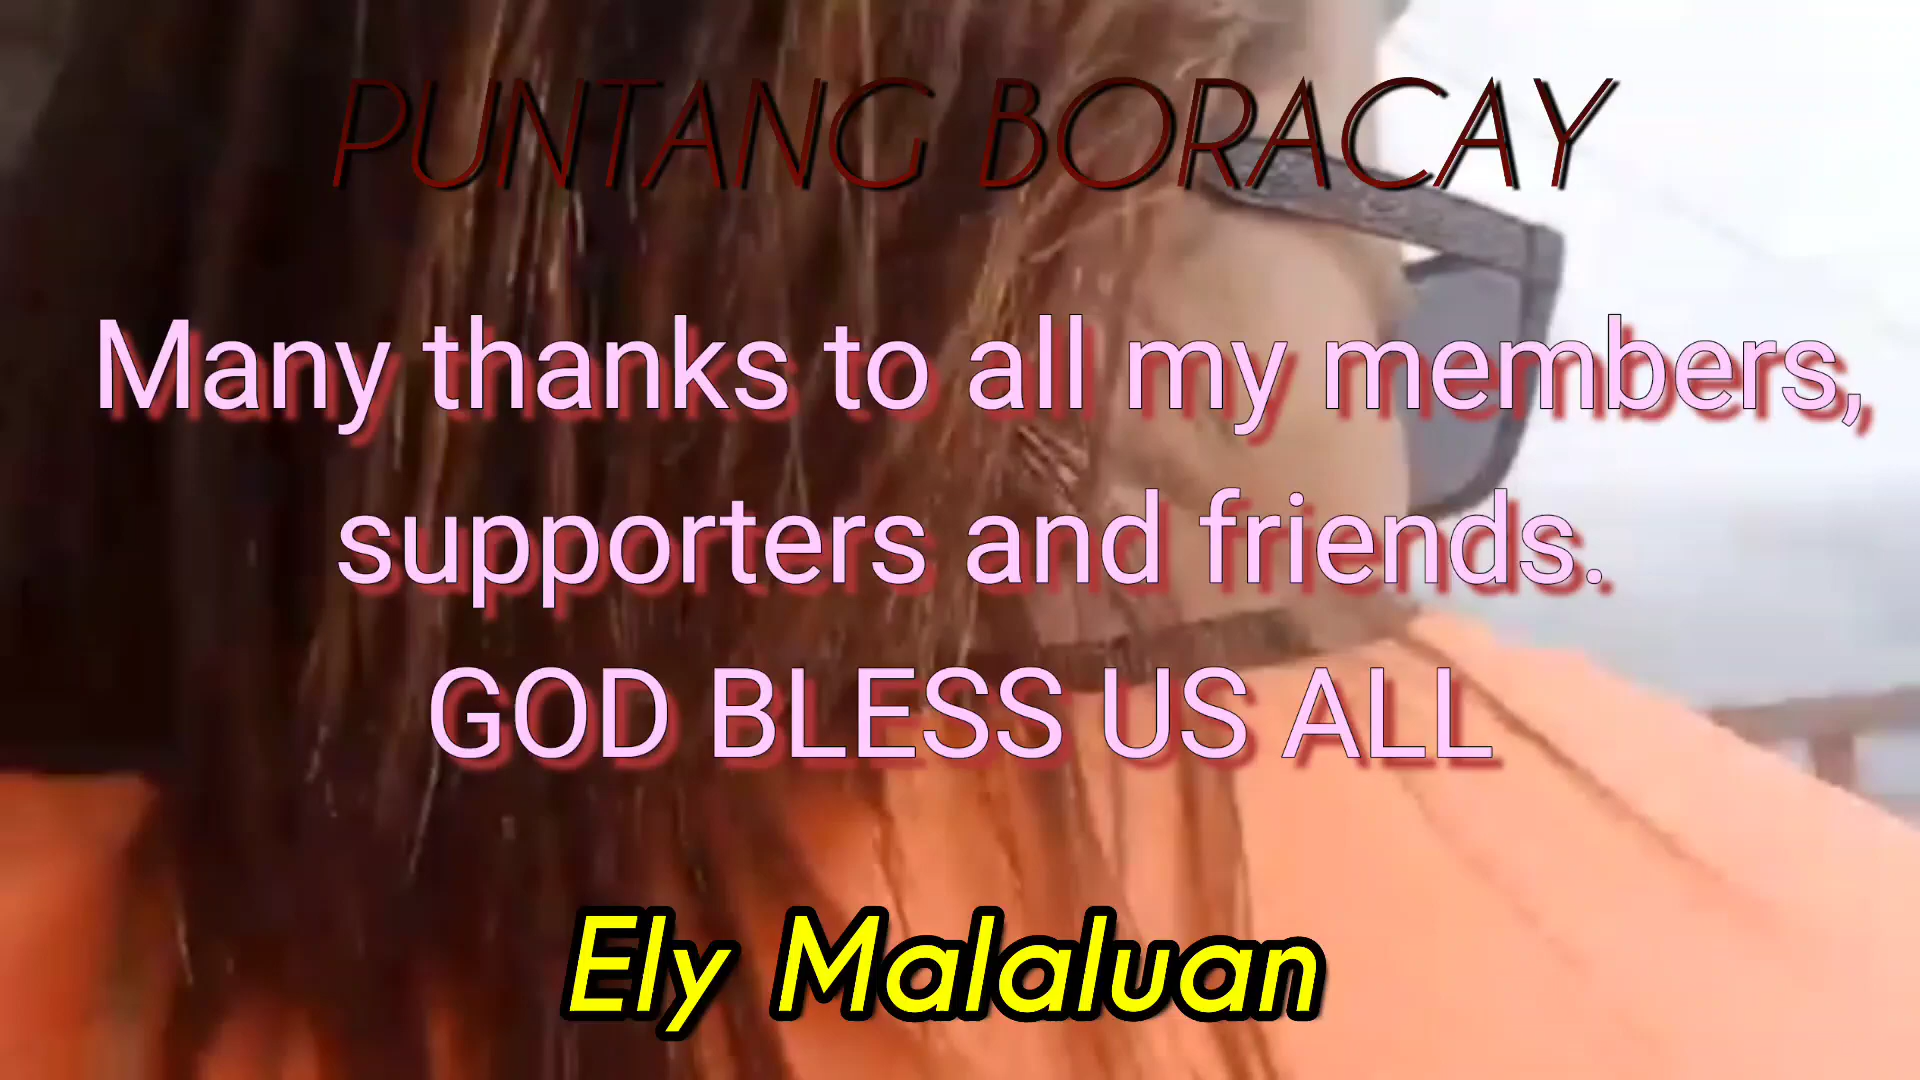 PUNTANG BORACAY
Many thanks to all my members,
supporters and friends.
GOD BLESS US ALL
Ely Malaluan